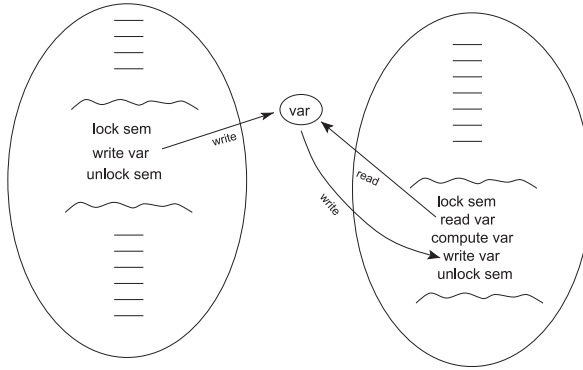 lock sem
write var
unlock sem
write
var
read
write
lock sem
read var
compute var
write var
unlock sem